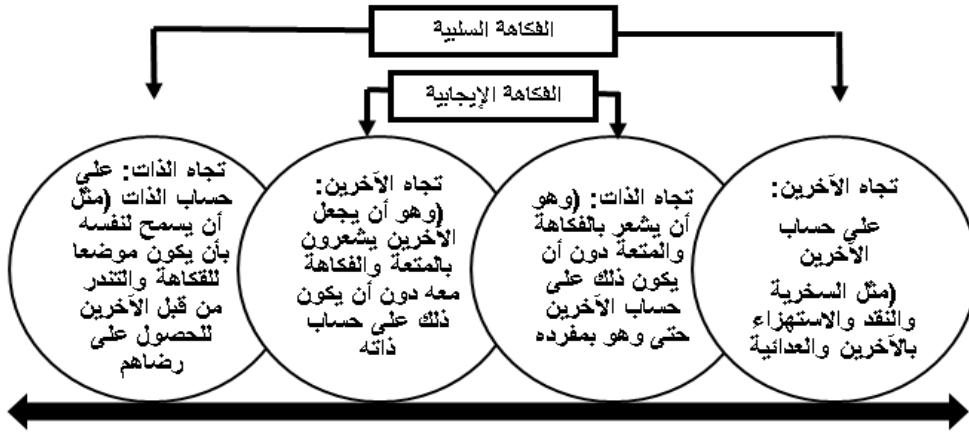 الفكاهة السلبية
الفكاهة الإيجابية
تجاه الآخرين:
علي حساب
الآخرين
(مثل السخرية
والنقد والاستهزاء
بالآخرين والعدائية
تجاه الذات: (وهو
أن يشعر بالفكاهة
والمتعة دون أن
يكون ذلك على
حساب الآخرين
حتى وهو بمفرده
تجاه الآخرين:
(وهو أن يجعل
الآخرين يشعرون
بالمتعة والفكاهة
معه دون أن يكون
ذلك على حساب
ذاته
تجاه الذات: علي
حساب الذات (مثل
أن يسمح لنفسه
بأن يكون موضعا
للفكاهة والتندر
من قبل الآخرين
للحصول على
رضاهم